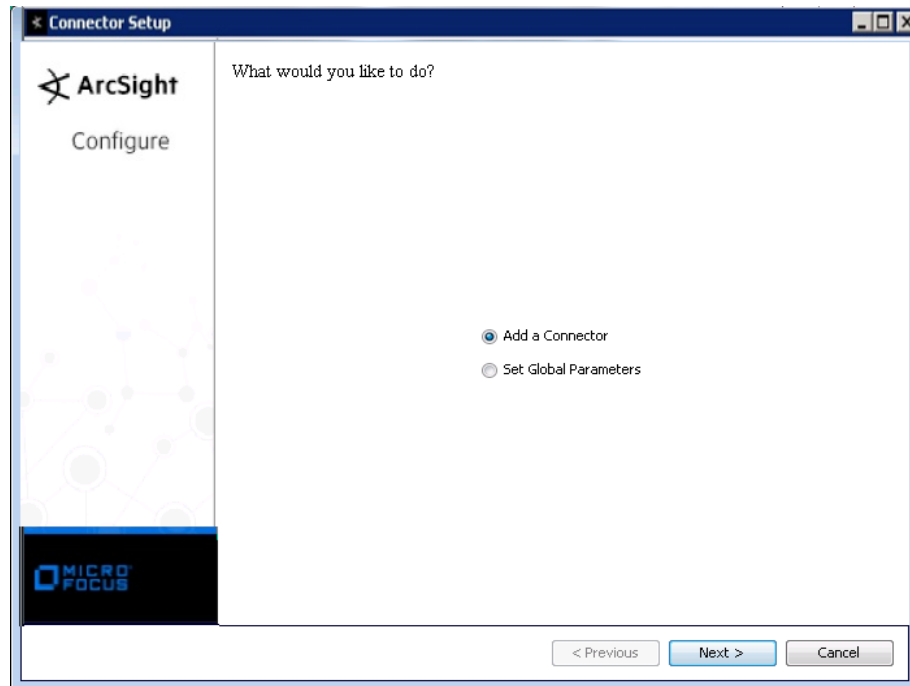 Connector Setup
ArcSight
Configure
What would you like to do?
Add a Connector
Set Global Parameters
MICRO
FOCUS
< Previous
Next >
Cancel